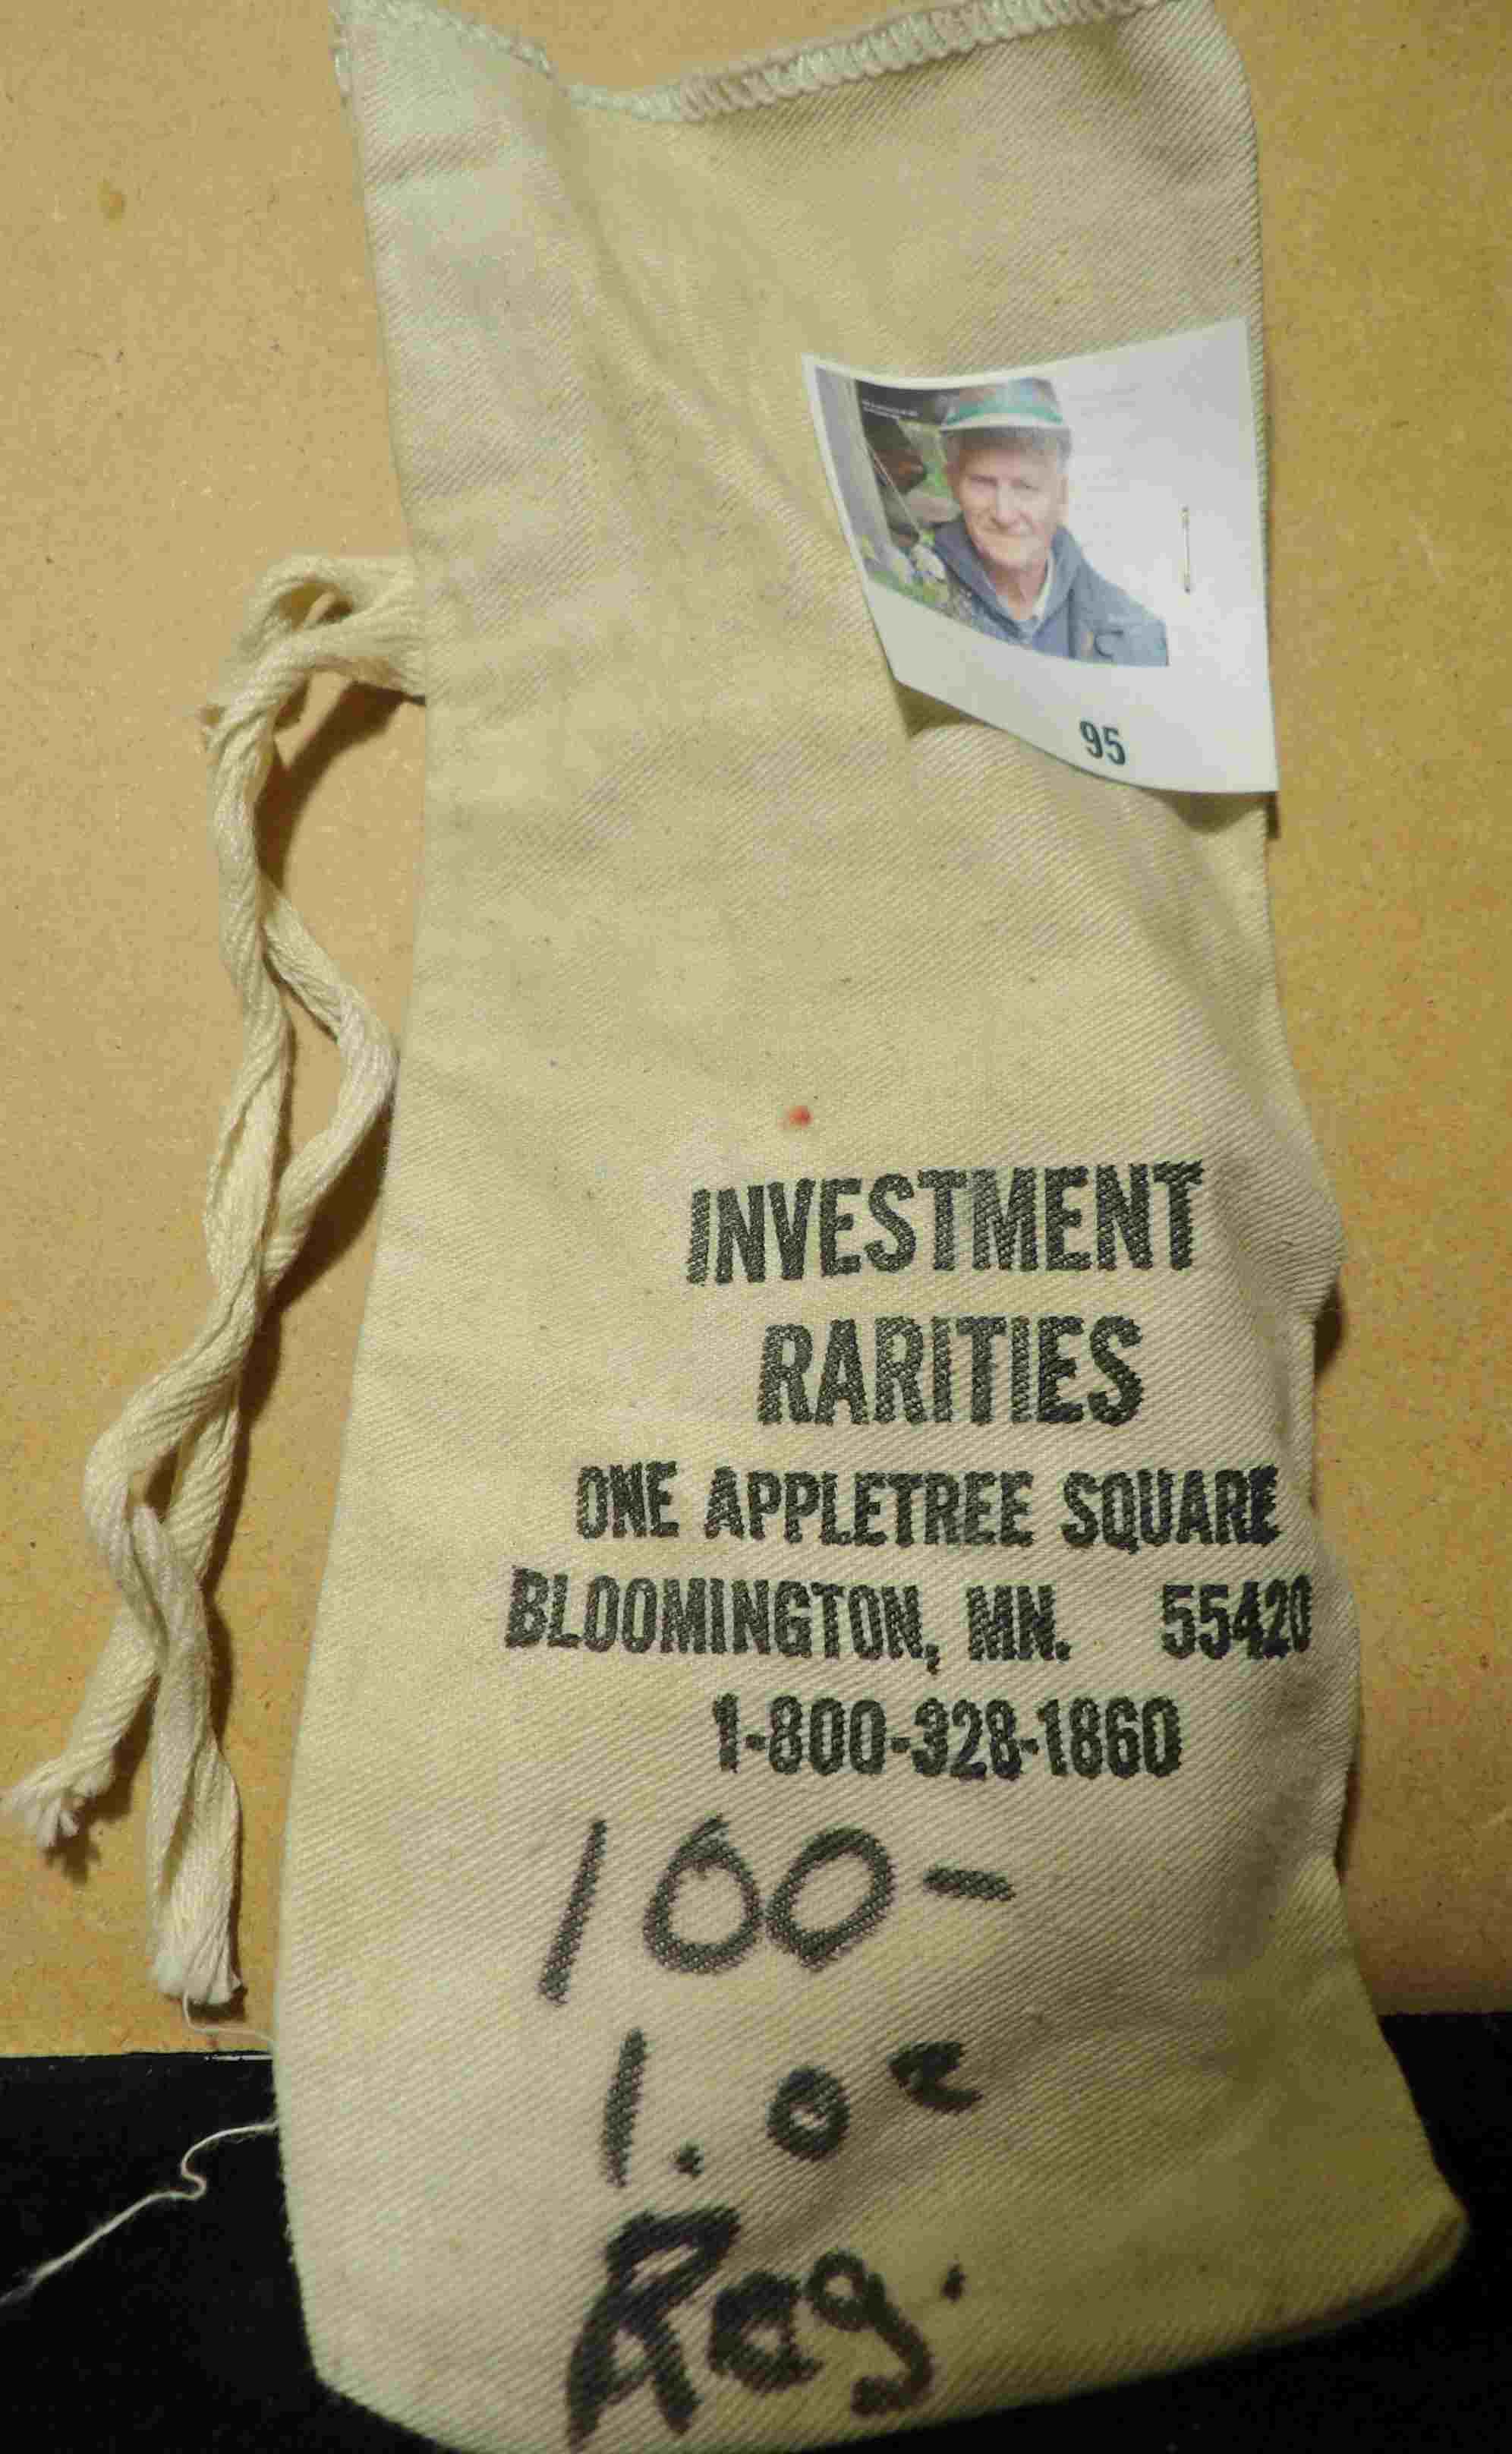 95
INVESTMENT
RARITIES
ONE APPLETREE SQUARE
BLOOMINGTON, MN. 55420
1-800-328-1860
100-
1. oz
Reg.